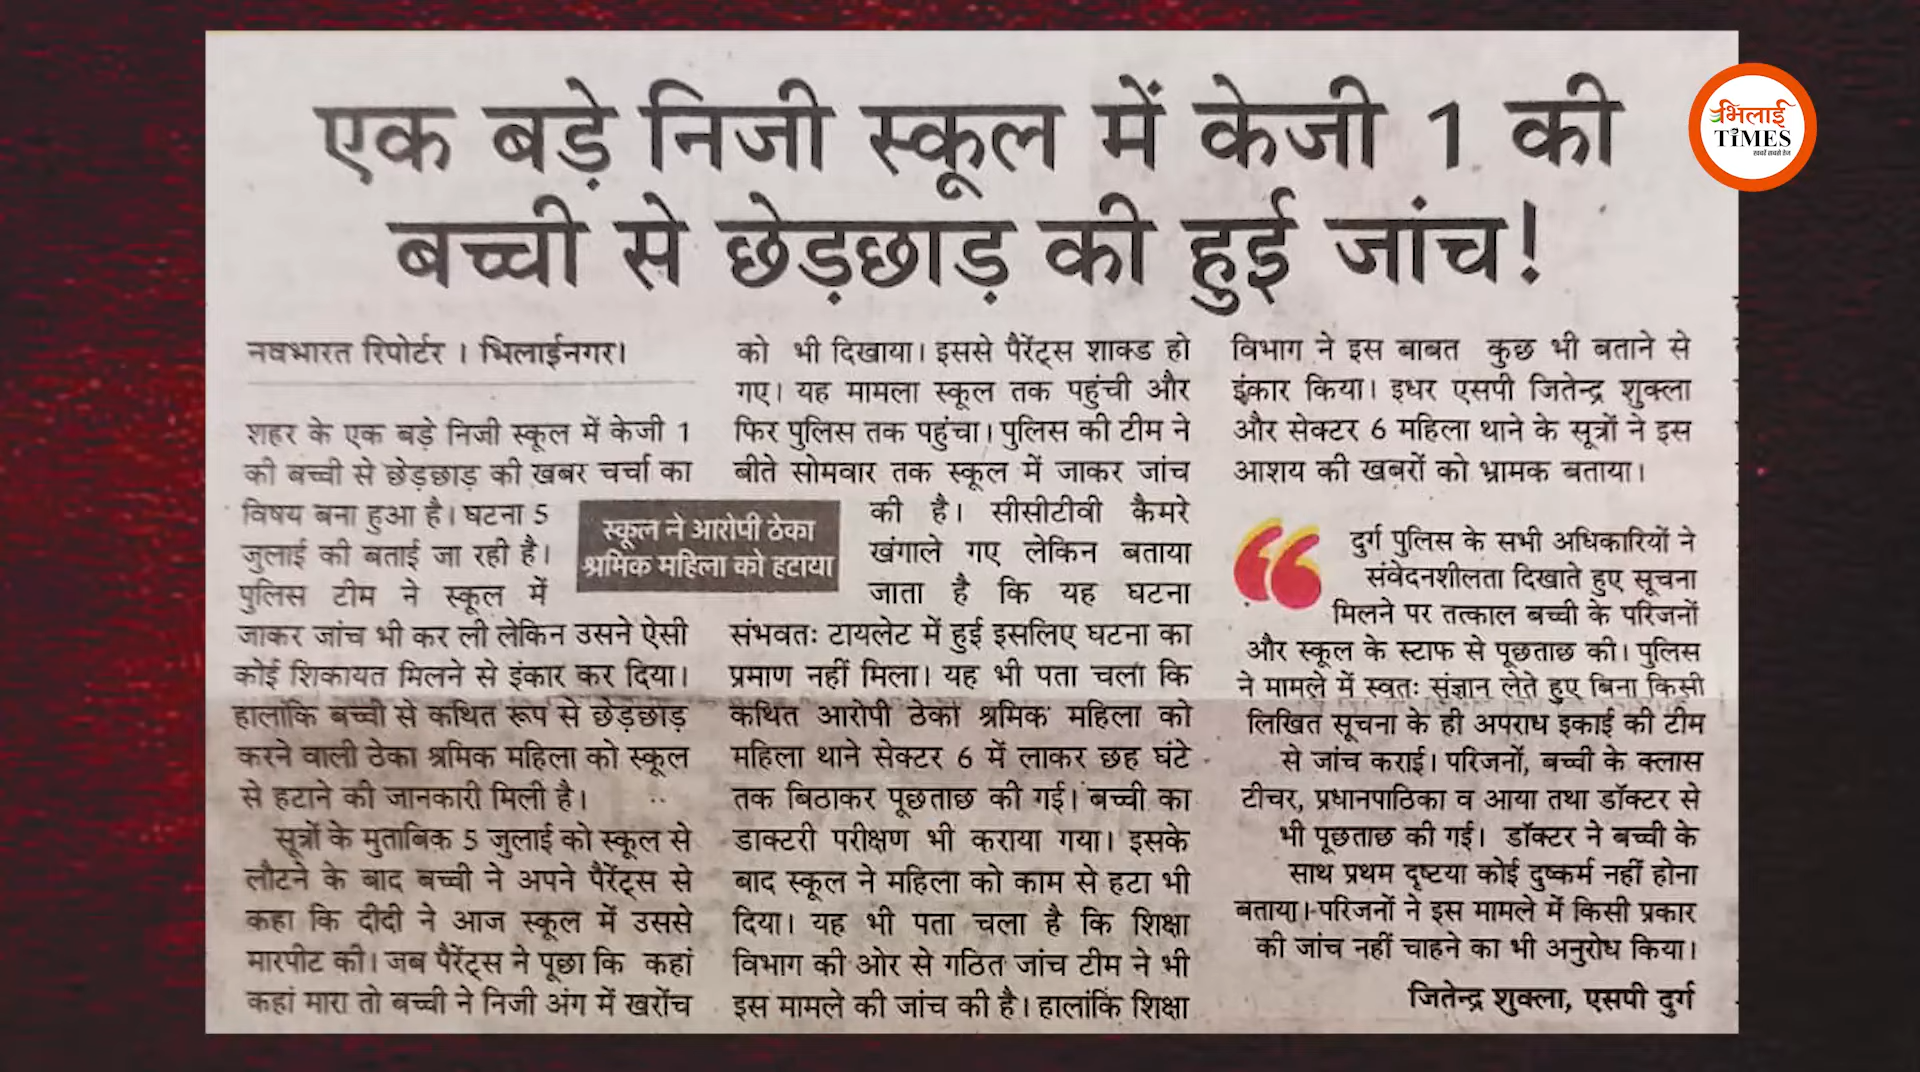 एक बड़े निजी स्कूल में केजी 1 की
बच्ची से छेड़छाड़ की हुई जांच!
भिलाई
TIMES
नवभारत रिपोर्टर । भिलाईनगर।
शहर के एक बड़े निजी स्कूल में केजी 1
की बच्ची से छेड़छाड़ की खबर चर्चा का
विषय बना हुआ है। घटना 5
जुलाई की बताई जा रही है।
पुलिस टीम ने स्कूल में
जाकर जांच भी कर ली लेकिन उसने ऐसी
कोई शिकायत मिलने से इंकार कर दिया।
हालांकि बच्ची से कथित रूप से छेड़छाड़
करने वाली ठेका श्रमिक महिला को स्कूल
से हटाने की जानकारी मिली है।
सूत्रों के मुताबिक 5 जुलाई को स्कूल से
लौटने के बाद बच्ची ने अपने पैरेंट्स से
कहा कि दीदी ने आज स्कूल में उससे
मारपीट की। जब पैरेंट्स ने पूछा कि कहां
कहां मारा तो बच्ची ने निजी अंग में खरोंच
स्कूल ने आरोपी ठेका
श्रमिक महिला को हटाया
को भी दिखाया। इससे पैरेंट्स शाक्ड हो
गए। यह मामला स्कूल तक पहुंची और
फिर पुलिस तक पहुंचा। पुलिस की टीम ने
बीते सोमवार तक स्कूल में जाकर जांच
की है। सीसीटीवी कैमरे
खंगाले गए लेकिन बताया
जाता है कि यह घटना
संभवतः टायलेट में हुई इसलिए घटना का
प्रमाण नहीं मिला। यह भी पता चला कि
कथित आरोपी ठेका श्रमिक महिला को
महिला थाने सेक्टर 6 में लाकर छह घंटे
तक बिठाकर पूछताछ की गई। बच्ची का
डाक्टरी परीक्षण भी कराया गया। इसके
बाद स्कूल ने महिला को काम से हटा भी
दिया। यह भी पता चला है कि शिक्षा
विभाग की ओर से गठित जांच टीम ने भी
इस मामले की जांच की है। हालांकि शिक्षा
विभाग ने इस बाबत कुछ भी बताने से
इंकार किया। इधर एसपी जितेन्द्र शुक्ला
और सेक्टर 6 महिला थाने के सूत्रों ने इस
आशय की खबरों को भ्रामक बताया।
दुर्ग पुलिस के सभी अधिकारियों ने
संवेदनशीलता दिखाते हुए सूचना
मिलने पर तत्काल बच्ची के परिजनों
और स्कूल के स्टाफ से पूछताछ की। पुलिस
ने मामले में स्वतः संज्ञान लेते हुए बिना किसी
लिखित सूचना के ही अपराध इकाई की टीम
से जांच कराई। परिजनों, बच्ची के क्लास
टीचर, प्रधानपाठिका व आया तथा डॉक्टर से
भी पूछताछ की गई। डॉक्टर ने बच्ची के
साथ प्रथम दृष्टया कोई दुष्कर्म नहीं होना
बताया। परिजनों ने इस मामले में किसी प्रकार
की जांच नहीं चाहने का भी अनुरोध किया।
जितेन्द्र शुक्ला, एसपी दुर्ग